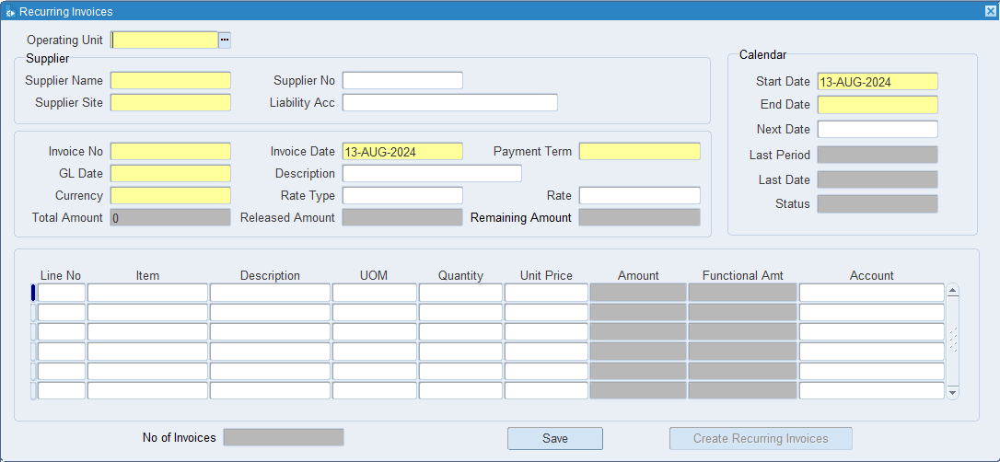 Recurring Invoices
Operating Unit
Supplier
Supplier Name
Supplier No
Supplier Site
Liability Acc
Calendar
Start Date 13-AUG-2024
End Date
Next Date
Last Period
Last Date
Status
Invoice No
Invoice Date 13-AUG-2024
Payment Term
GL Date
Description
Currency
Rate Type
Rate
Total Amount 0
Released Amount
Remaining Amount
Line No Item Description UOM Quantity Unit Price Amount Functional Amt Account
No of Invoices
Save
Create Recurring Invoices